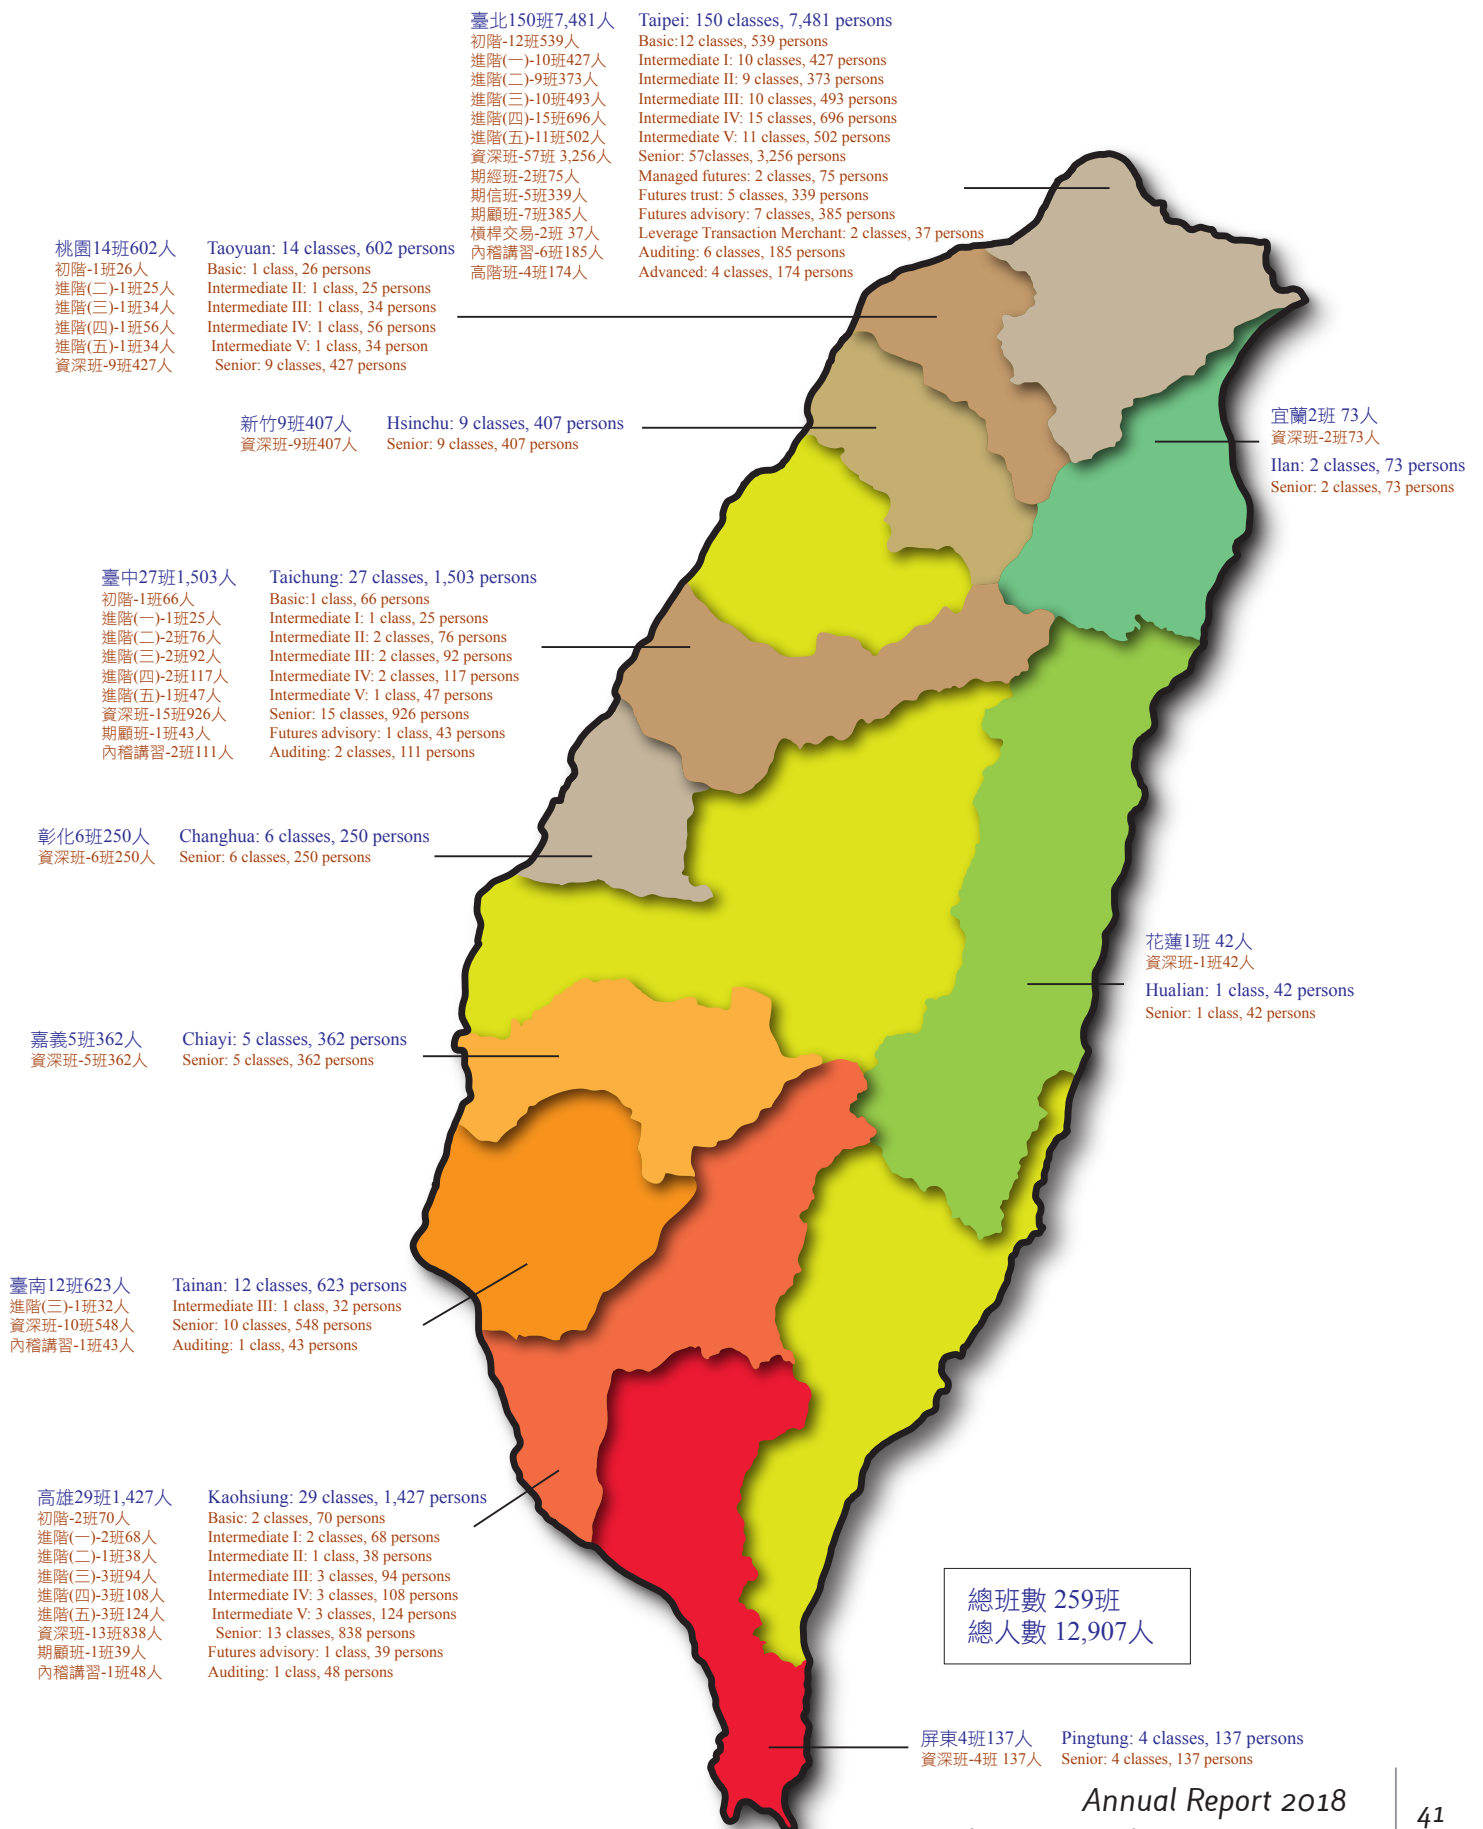 臺北150班7,481人 Taipei: 150 classes, 7,481 persons
初階-12班539人 Basic:12 classes, 539 persons
進階(一)-10班427人 Intermediate I: 10 classes, 427 persons
進階(二)-9班373人 Intermediate II: 9 classes, 373 persons
進階(三)-10班493人 Intermediate III: 10 classes, 493 persons
進階(四)-15班696人 Intermediate IV: 15 classes, 696 persons
進階(五)-11班502人 Intermediate V: 11 classes, 502 persons
資深班-57班 3,256人 Senior: 57classes, 3,256 persons
期經班-2班75人 Managed futures: 2 classes, 75 persons
期信班-5班339人 Futures trust: 5 classes, 339 persons
期顧班-7班385人 Futures advisory: 7 classes, 385 persons
槓桿交易-2班 37人 Leverage Transaction Merchant: 2 classes, 37 persons
內稽講習-6班185人 Auditing: 6 classes, 185 persons
高階班-4班174人 Advanced: 4 classes, 174 persons
桃園14班602人 Taoyuan: 14 classes, 602 persons
初階-1班26人 Basic: 1 class, 26 persons
進階(二)-1班25人 Intermediate II: 1 class, 25 persons
進階(三)-1班34人 Intermediate III: 1 class, 34 persons
進階(四)-1班56人 Intermediate IV: 1 class, 56 persons
進階(五)-1班34人 Intermediate V: 1 class, 34 person
資深班-9班427人 Senior: 9 classes, 427 persons
新竹9班407人 Hsinchu: 9 classes, 407 persons
資深班-9班407人 Senior: 9 classes, 407 persons
宜蘭2班 73人
資深班-2班73人
Ilan: 2 classes, 73 persons
Senior: 2 classes, 73 persons
臺中27班1,503人 Taichung: 27 classes, 1,503 persons
初階-1班66人 Basic:1 class, 66 persons
進階(一)-1班25人 Intermediate I: 1 class, 25 persons
進階(二)-2班76人 Intermediate II: 2 classes, 76 persons
進階(三)-2班92人 Intermediate III: 2 classes, 92 persons
進階(四)-2班117人 Intermediate IV: 2 classes, 117 persons
進階(五)-1班47人 Intermediate V: 1 class, 47 persons
資深班-15班926人 Senior: 15 classes, 926 persons
期顧班-1班43人 Futures advisory: 1 class, 43 persons
內稽講習-2班111人 Auditing: 2 classes, 111 persons
彰化6班250人 Changhua: 6 classes, 250 persons
資深班-6班250人 Senior: 6 classes, 250 persons
花蓮1班 42人
資深班-1班42人
Hualian: 1 class, 42 persons
Senior: 1 class, 42 persons
嘉義5班362人 Chiayi: 5 classes, 362 persons
資深班-5班362人 Senior: 5 classes, 362 persons
臺南12班623人 Tainan: 12 classes, 623 persons
進階(三)-1班32人 Intermediate III: 1 class, 32 persons
資深班-10班548人 Senior: 10 classes, 548 persons
內稽講習-1班43人 Auditing: 1 class, 43 persons
高雄29班1,427人 Kaohsiung: 29 classes, 1,427 persons
初階-2班70人 Basic: 2 classes, 70 persons
進階(一)-2班68人 Intermediate I: 2 classes, 68 persons
進階(二)-1班38人 Intermediate II: 1 class, 38 persons
進階(三)-3班94人 Intermediate III: 3 classes, 94 persons
進階(四)-3班108人 Intermediate IV: 3 classes, 108 persons
進階(五)-3班124人 Intermediate V: 3 classes, 124 persons
資深班-13班838人 Senior: 13 classes, 838 persons
期顧班-1班39人 Futures advisory: 1 class, 39 persons
內稽講習-1班48人 Auditing: 1 class, 48 persons
總班數 259班
總人數 12,907人
屏東4班137人 Pingtung: 4 classes, 137 persons
資深班-4班 137人 Senior: 4 classes, 137 persons
Annual Report 2018
41